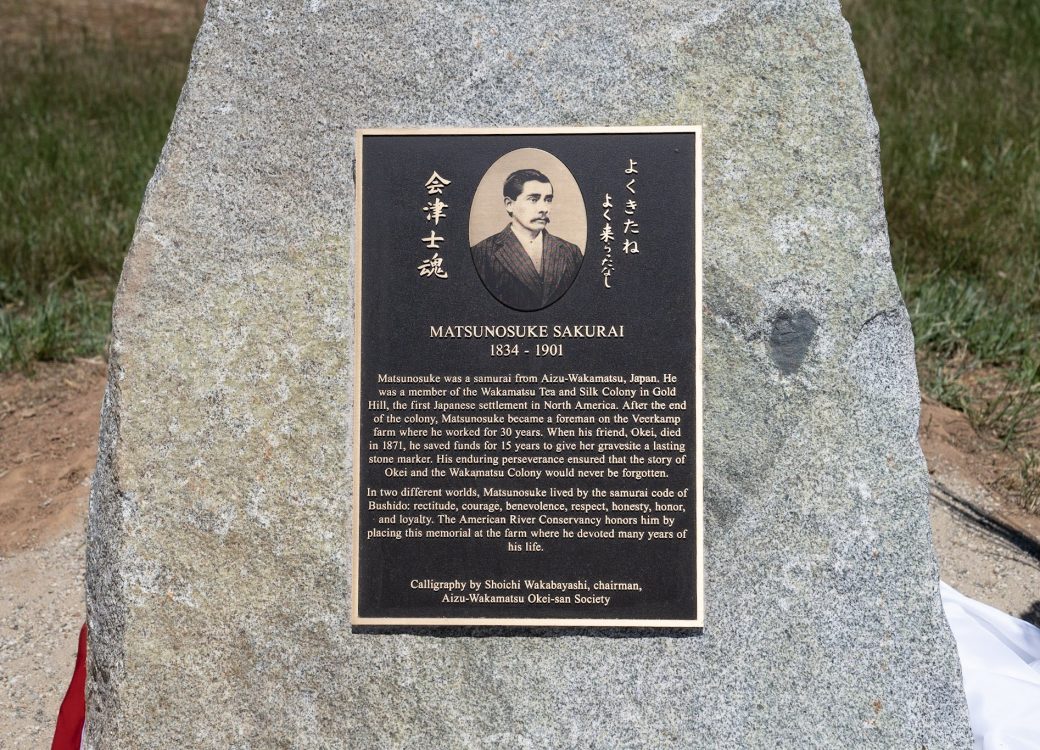 会津士魂
よくきたね
よく来らったなし
MATSUNOSUKE SAKURAI
1834 - 1901
Matsunosuke was a samurai from Aizu-Wakamatsu, Japan. He
was a member of the Wakamatsu Tea and Silk Colony in Gold
Hill, the first Japanese settlement in North America. After the end
of the colony, Matsunosuke became a foreman on the Veerkamp
farm where he worked for 30 years. When his friend, Okei, died
in 1871, he saved funds for 15 years to give her gravesite a lasting
stone marker. His enduring perseverance ensured that the story of
Okei and the Wakamatsu Colony would never be forgotten.
In two different worlds, Matsunosuke lived by the samurai code of
Bushido: rectitude, courage, benevolence, respect, honesty, honor,
and loyalty. The American River Conservancy honors him by
placing this memorial at the farm where he devoted many years of
his life.
Calligraphy by Shoichi Wakabayashi, chairman,
Aizu-Wakamatsu Okei-san Society